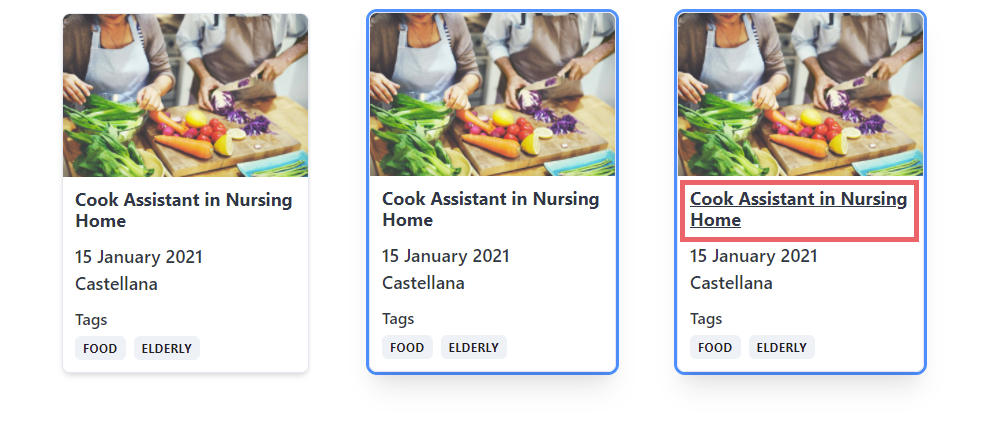 Cook Assistant in Nursing
Home
15 January 2021
Castellana
Tags
FOOD ELDERLY
Cook Assistant in Nursing
Home
15 January 2021
Castellana
Tags
FOOD ELDERLY
Cook Assistant in Nursing
Home
15 January 2021
Castellana
Tags
FOOD ELDERLY